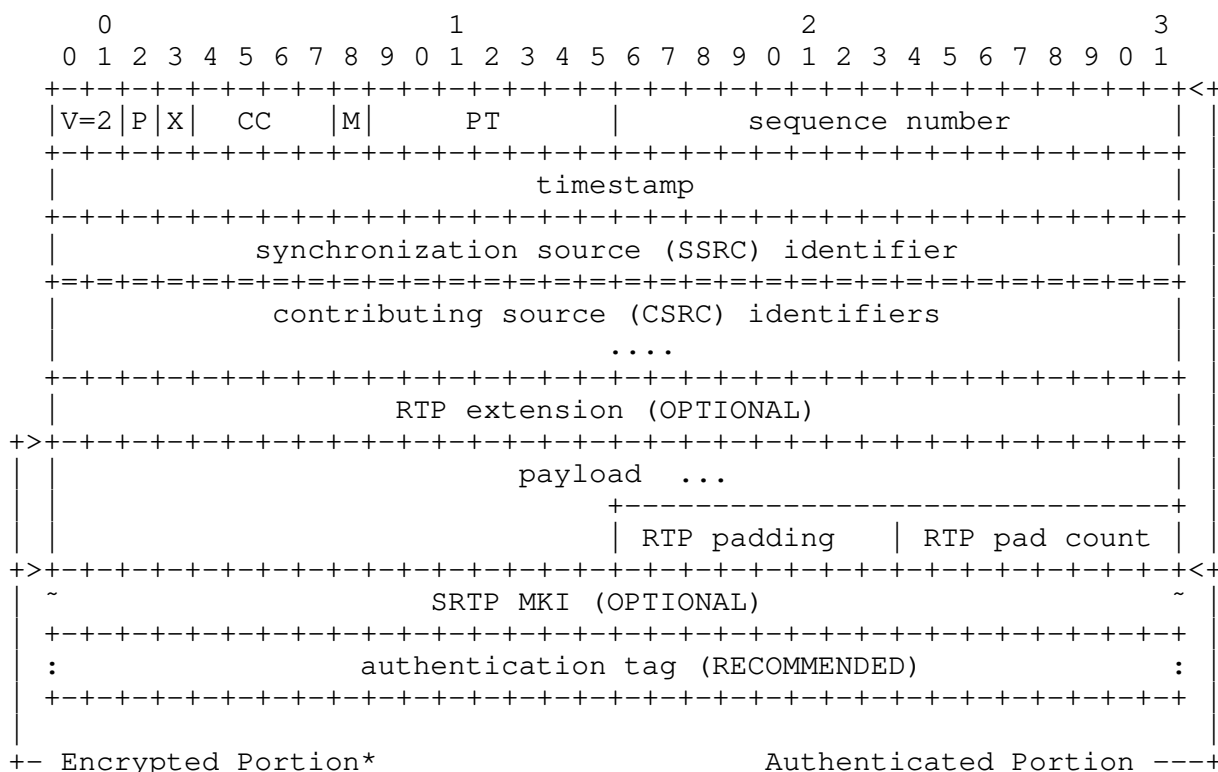 0                   1                   2                   3
0 1 2 3 4 5 6 7 8 9 0 1 2 3 4 5 6 7 8 9 0 1 2 3 4 5 6 7 8 9 0 1
+-+-+-+-+-+-+-+-+-+-+-+-+-+-+-+-+-+-+-+-+-+-+-+-+-+-+-+-+-+-+-+-+<+
|V=2|P|X|  CC   |M|     PT      |       sequence number         | |
+-+-+-+-+-+-+-+-+-+-+-+-+-+-+-+-+-+-+-+-+-+-+-+-+-+-+-+-+-+-+-+-+ |
|                           timestamp                           | |
+-+-+-+-+-+-+-+-+-+-+-+-+-+-+-+-+-+-+-+-+-+-+-+-+-+-+-+-+-+-+-+-+ |
|           synchronization source (SSRC) identifier            | |
+=+=+=+=+=+=+=+=+=+=+=+=+=+=+=+=+=+=+=+=+=+=+=+=+=+=+=+=+=+=+=+=+ |
|            contributing source (CSRC) identifiers             | |
|                               ....                            | |
+-+-+-+-+-+-+-+-+-+-+-+-+-+-+-+-+-+-+-+-+-+-+-+-+-+-+-+-+-+-+-+-+ |
|                   RTP extension (OPTIONAL)                    | |
+>+-+-+-+-+-+-+-+-+-+-+-+-+-+-+-+-+-+-+-+-+-+-+-+-+-+-+-+-+-+-+-+-+ |
| |                          payload  ...                         | |
| |                               +-------------------------------+ |
| |                               | RTP padding   | RTP pad count | |
+>+-+-+-+-+-+-+-+-+-+-+-+-+-+-+-+-+-+-+-+-+-+-+-+-+-+-+-+-+-+-+-+-+<+
| ~                     SRTP MKI (OPTIONAL)                       ~ |
| +-+-+-+-+-+-+-+-+-+-+-+-+-+-+-+-+-+-+-+-+-+-+-+-+-+-+-+-+-+-+-+-+ |
| :                 authentication tag (RECOMMENDED)              : |
| +-+-+-+-+-+-+-+-+-+-+-+-+-+-+-+-+-+-+-+-+-+-+-+-+-+-+-+-+-+-+-+-+ |
|                                                                   |
+- Encrypted Portion*                      Authenticated Portion ---+